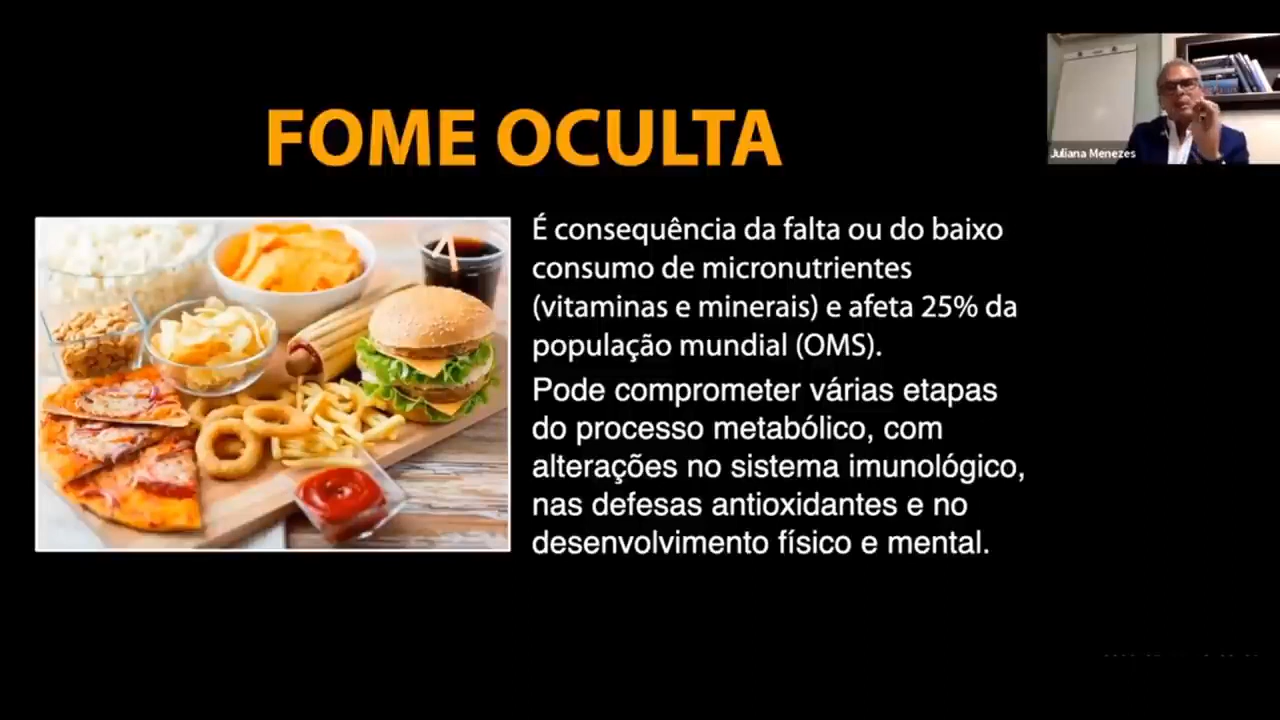 FOME OCULTA
Juliana Menezes
É consequência da falta ou do baixo
consumo de micronutrientes
(vitaminas e minerais) e afeta 25% da
população mundial (OMS).
Pode comprometer várias etapas
do processo metabólico, com
alterações no sistema imunológico,
nas defesas antioxidantes e no
desenvolvimento físico e mental.